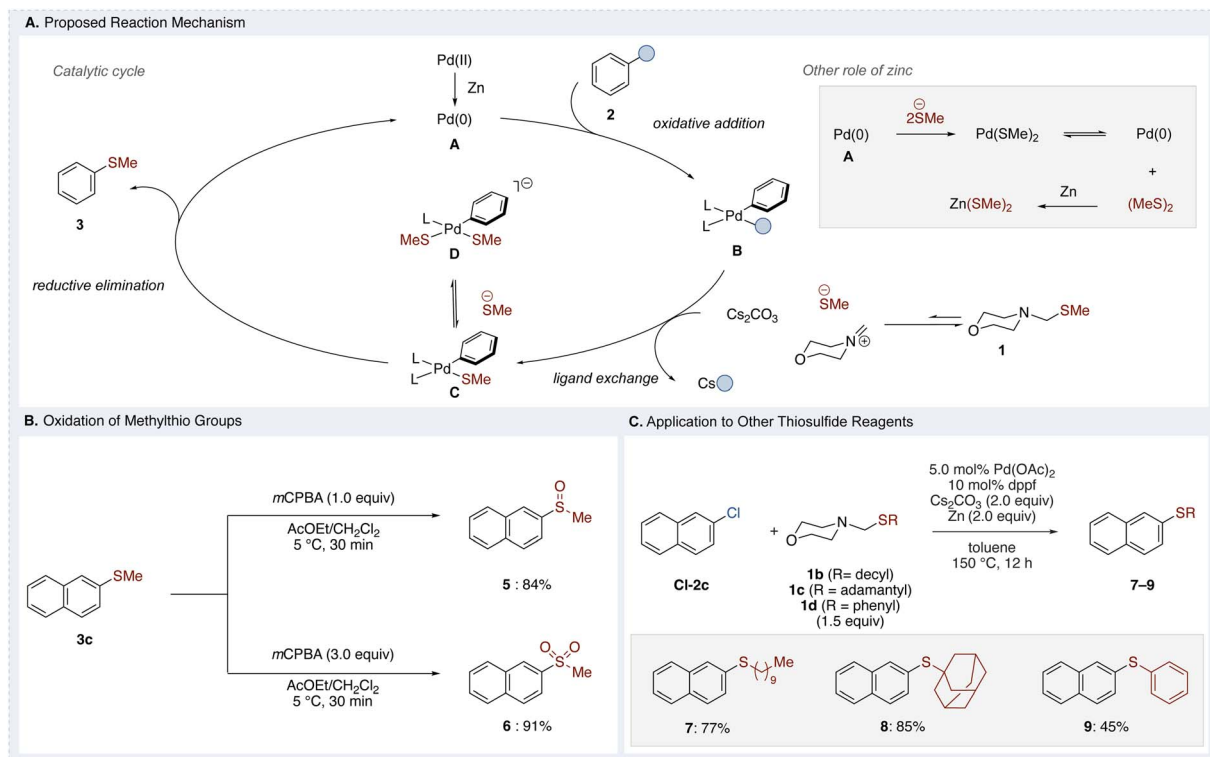 A. Proposed Reaction Mechanism
Catalytic cycle
Pd(II)
Zn
Pd(0)
A
2
oxidative addition
Other role of zinc
Pd(0)
A
⊖
2SMe
Pd(SMe)₂
Pd(0)
+
(MeS)₂
Zn
Zn(SMe)₂
SMe
3
L
L
Pd
MeS
SMe
⊖
D
L
L
Pd
B
reductive elimination
⊖
SMe
L
L
Pd
SMe
C
ligand exchange
Cs₂CO₃
Cs
⊖
SMe
O
N
⊕
O
N
SMe
1
B. Oxidation of Methylthio Groups
SMe
3c
mCPBA (1.0 equiv)
AcOEt/CH₂Cl₂
5 °C, 30 min
O
S
Me
5 : 84%
mCPBA (3.0 equiv)
AcOEt/CH₂Cl₂
5 °C, 30 min
O O
S
Me
6 : 91%
C. Application to Other Thiosulfide Reagents
Cl
Cl-2c
+
O
N
SR
1b (R= decyl)
1c (R = adamantyl)
1d (R = phenyl)
(1.5 equiv)
5.0 mol% Pd(OAc)₂
10 mol% dppf
Cs₂CO₃ (2.0 equiv)
Zn (2.0 equiv)
toluene
150 °C, 12 h
SR
7–9
S
( )₉
Me
7: 77%
S
8: 85%
S
9: 45%